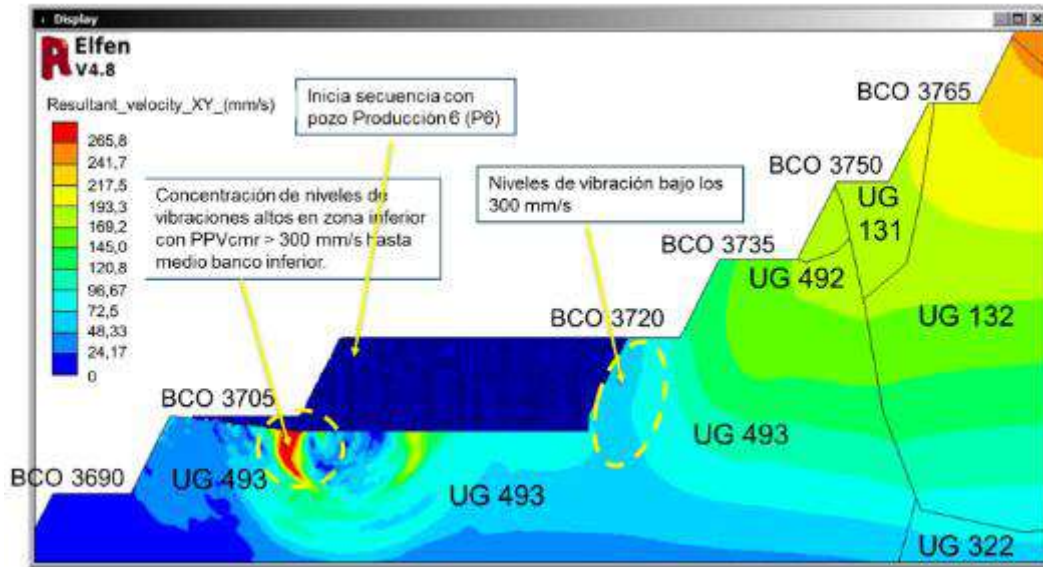 Display
Elfen
V4.8
Resultant_velocity_XY_(mm/s)
265,8
241,7
217,5
193,3
169,2
145,0
120,8
96,67
72,5
48,33
24,17
0
Inicia secuencia con
pozo Producción 6 (P6)
Concentración de niveles de
vibraciones altos en zona inferior
con PPVcmr > 300 mm/s hasta
medio banco inferior.
Niveles de vibración bajo los
300 mm/s
BCO 3765
BCO 3750
UG
131
BCO 3735
UG 492
BCO 3720
UG 132
BCO 3705
UG 493
BCO 3690
UG 493
UG 493
UG 322